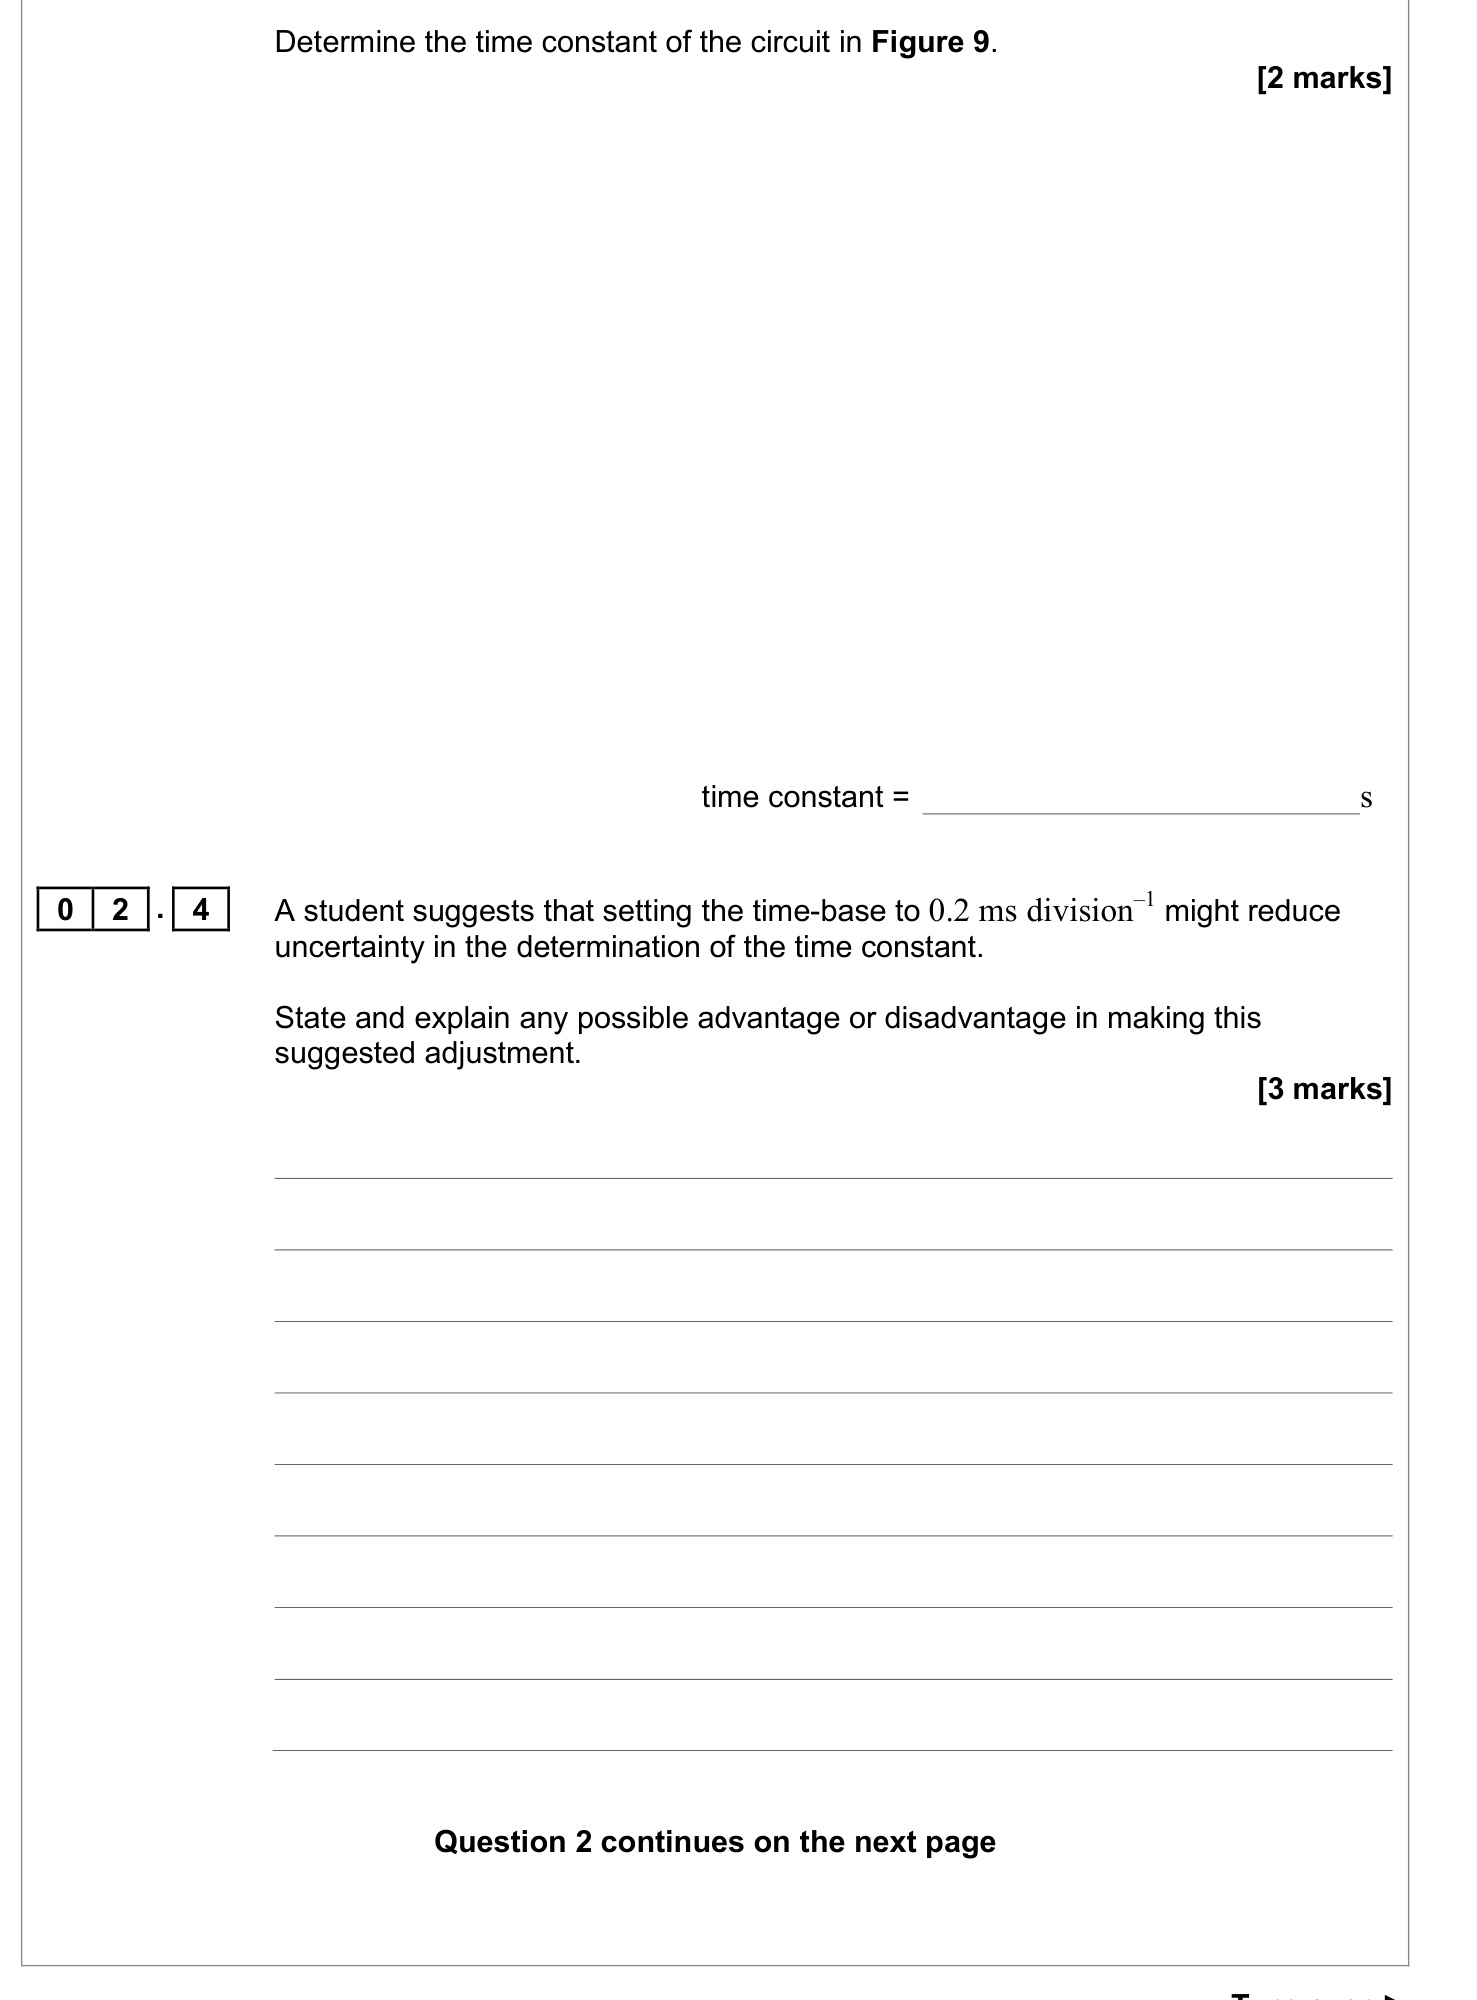 Determine the time constant of the circuit in Figure 9.
[2 marks]
time constant = s
0 2 . 4 A student suggests that setting the time-base to 0.2 ms division⁻¹ might reduce
uncertainty in the determination of the time constant.
State and explain any possible advantage or disadvantage in making this
suggested adjustment.
[3 marks]
Question 2 continues on the next page